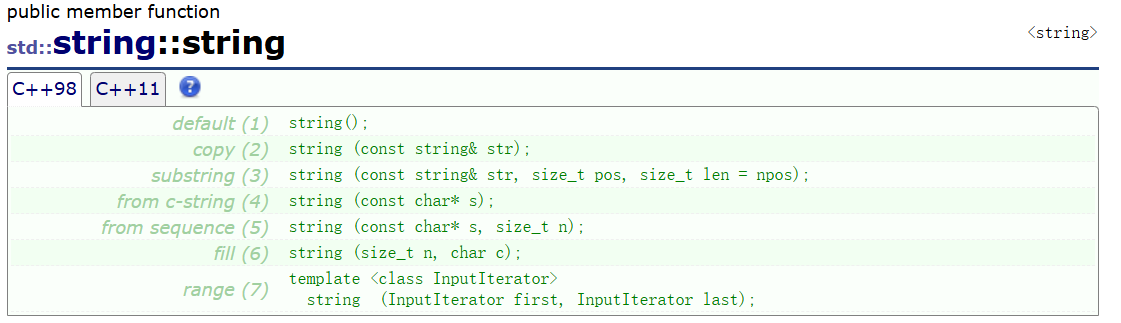 public member function
std::string::string
<string>
C++98 C++11 ?
default (1) string();
copy (2) string (const string& str);
substring (3) string (const string& str, size_t pos, size_t len = npos);
from c-string (4) string (const char* s);
from sequence (5) string (const char* s, size_t n);
fill (6) string (size_t n, char c);
range (7) template <class InputIterator>
string (InputIterator first, InputIterator last);